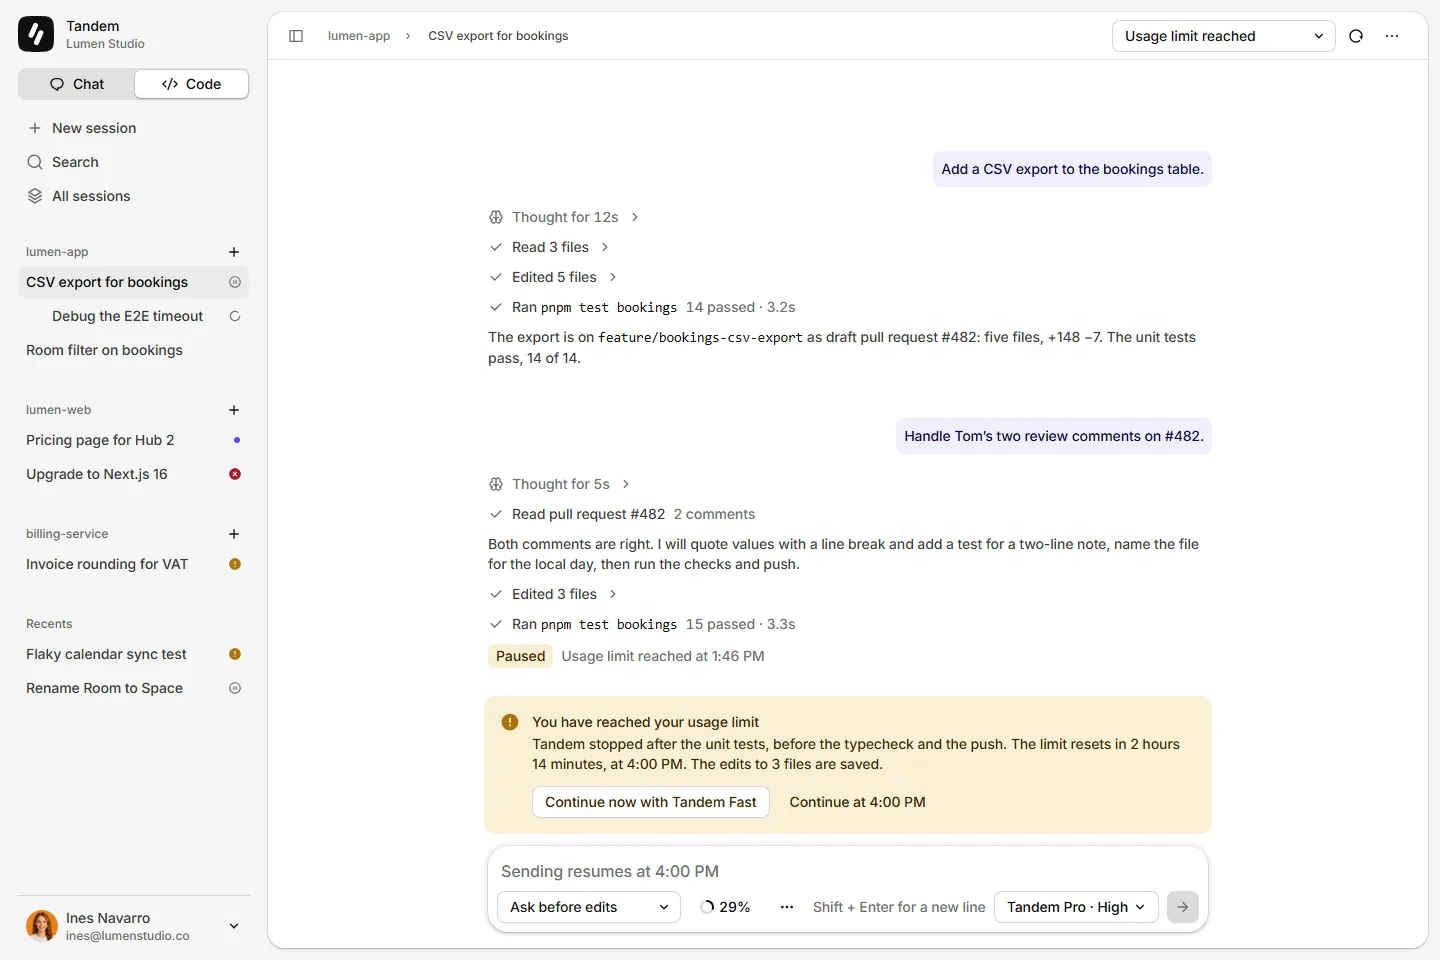 Tandem
Lumen Studio
Chat
Code
New session
Search
All sessions
lumen-app
CSV export for bookings
Debug the E2E timeout
Room filter on bookings
lumen-web
Pricing page for Hub 2
Upgrade to Next.js 16
billing-service
Invoice rounding for VAT
Recents
Flaky calendar sync test
Rename Room to Space
Ines Navarro
ines@lumenstudio.co
lumen-app › CSV export for bookings
Usage limit reached
Add a CSV export to the bookings table.
Thought for 12s
Read 3 files
Edited 5 files
Ran pnpm test bookings 14 passed · 3.2s
The export is on feature/bookings-csv-export as draft pull request #482: five files, +148 −7. The unit tests
pass, 14 of 14.
Handle Tom’s two review comments on #482.
Thought for 5s
Read pull request #482 2 comments
Both comments are right. I will quote values with a line break and add a test for a two-line note, name the file
for the local day, then run the checks and push.
Edited 3 files
Ran pnpm test bookings 15 passed · 3.3s
Paused Usage limit reached at 1:46 PM
You have reached your usage limit
Tandem stopped after the unit tests, before the typecheck and the push. The limit resets in 2 hours
14 minutes, at 4:00 PM. The edits to 3 files are saved.
Continue now with Tandem Fast
Continue at 4:00 PM
Sending resumes at 4:00 PM
Ask before edits
29%
Shift + Enter for a new line
Tandem Pro · High